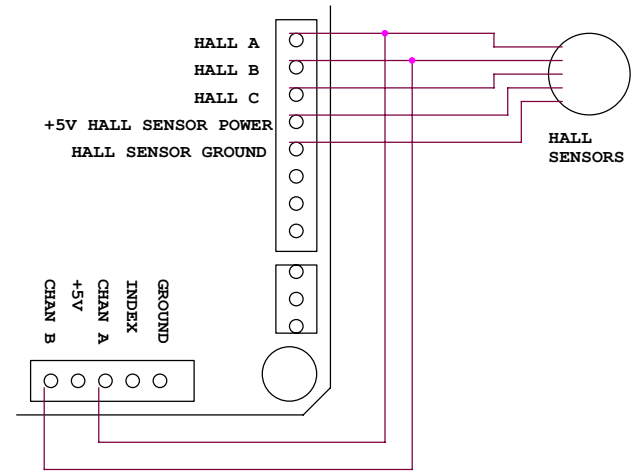 HALL A
HALL B
HALL C
+5V HALL SENSOR POWER
HALL SENSOR GROUND
HALL
SENSORS
CHAN B
+5V
CHAN A
INDEX
GROUND